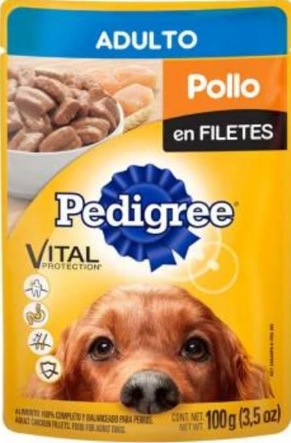 ADULTO
Pollo
en FILETES
Pedigree®
VITAL
PROTECTION®
ALIMENTO 100% COMPLETO Y BALANCEADO PARA PERROS.
ADULT CHICKEN FILLETS. FOOD FOR ADULT DOGS.
CONT. NET.
NET WT. 100g (3,5 oz)